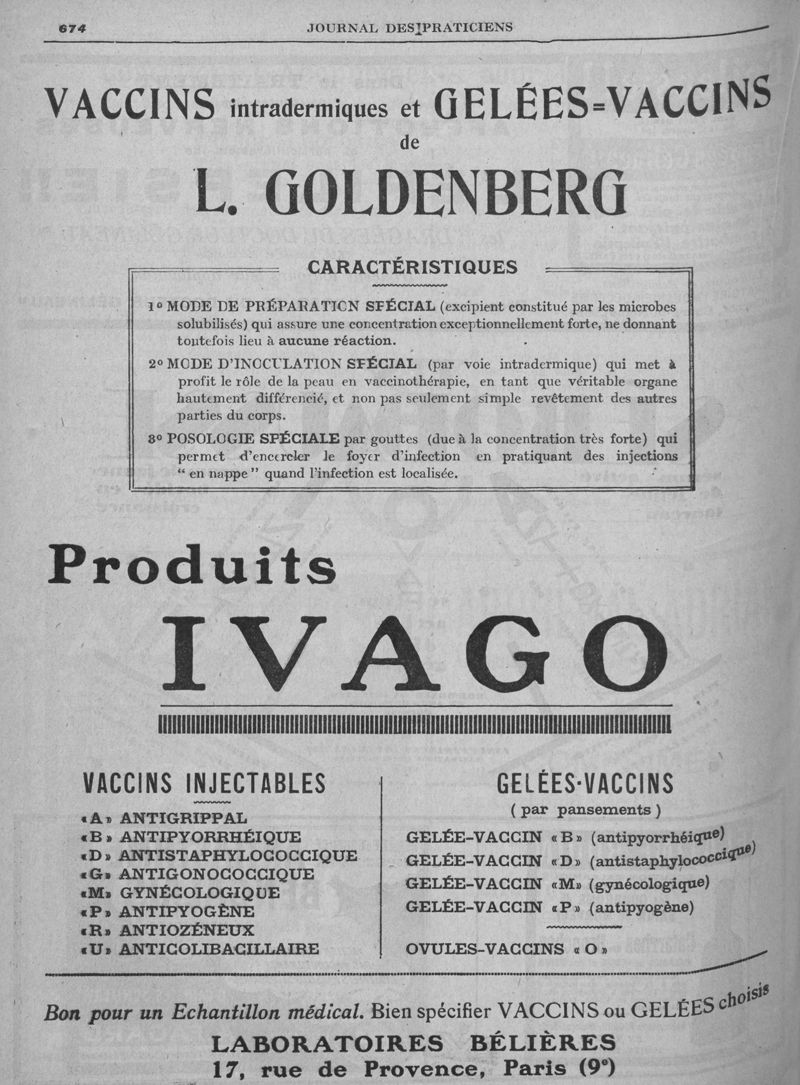 674
JOURNAL DES PRATICIENS
VACCINS intradermiques et GELÉES=VACCINS
de
L. GOLDENBERG
CARACTÉRISTIQUES
1º MODE DE PRÉPARATION SPÉCIAL (excipient constitué par les microbes
solubilisés) qui assure une concentration exceptionnellement forte, ne donnant
toutefois lieu à aucune réaction.
2º MODE D'INOCULATION SPÉCIAL (par voie intradermique) qui met à
profit le rôle de la peau en vaccinothérapie, en tant que véritable organe
hautement différencié, et non pas seulement simple revêtement des autres
parties du corps.
3º POSOLOGIE SPÉCIALE par gouttes (due à la concentration très forte) qui
permet d'encercler le foyer d'infection en pratiquant des injections
“ en nappe ” quand l'infection est localisée.
Produits
IVAGO
VACCINS INJECTABLES
«A» ANTIGRIPPAL
«B» ANTIPYORRHÉIQUE
«D» ANTISTAPHYLOCOCCIQUE
«G» ANTIGONOCOCCIQUE
«M» GYNÉCOLOGIQUE
«P» ANTIPYOGÈNE
«R» ANTIOZÉNEUX
«U» ANTICOLIBACILLAIRE
GELÉES-VACCINS
( par pansements )
GELÉE-VACCIN «B» (antipyorrhéique)
GELÉE-VACCIN «D» (antistaphylococcique)
GELÉE-VACCIN «M» (gynécologique)
GELÉE-VACCIN «P» (antipyogène)
OVULES-VACCINS «O»
Bon pour un Echantillon médical. Bien spécifier VACCINS ou GELÉES choisis
LABORATOIRES BÉLIÈRES
17, rue de Provence, Paris (9º)